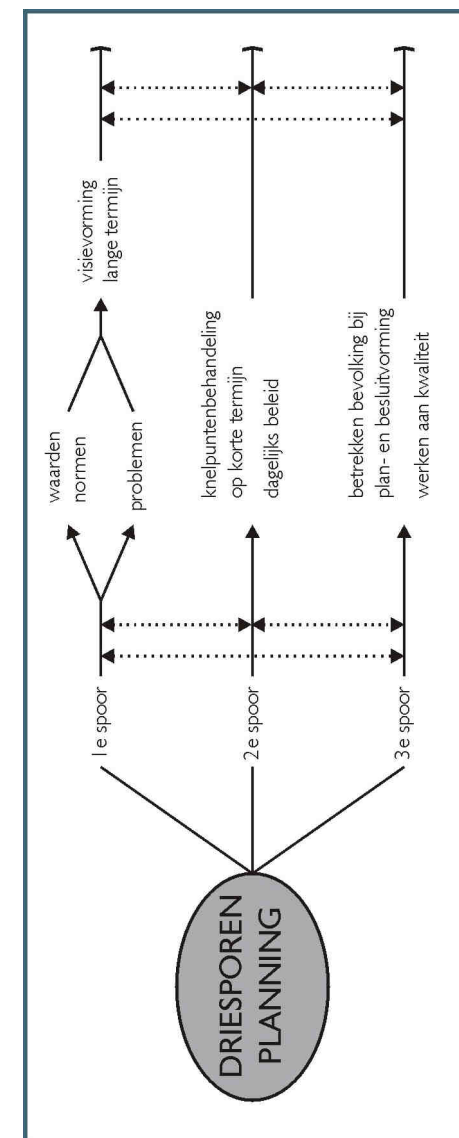 DRIESPOREN
PLANNING
1e spoor
waarden
normen
problemen
visievorming
lange termijn
2e spoor
knelpuntenbehandeling
op korte termijn
dagelijks beleid
3e spoor
betrekken bevolking bij
plan- en besluitvorming
werken aan kwaliteit